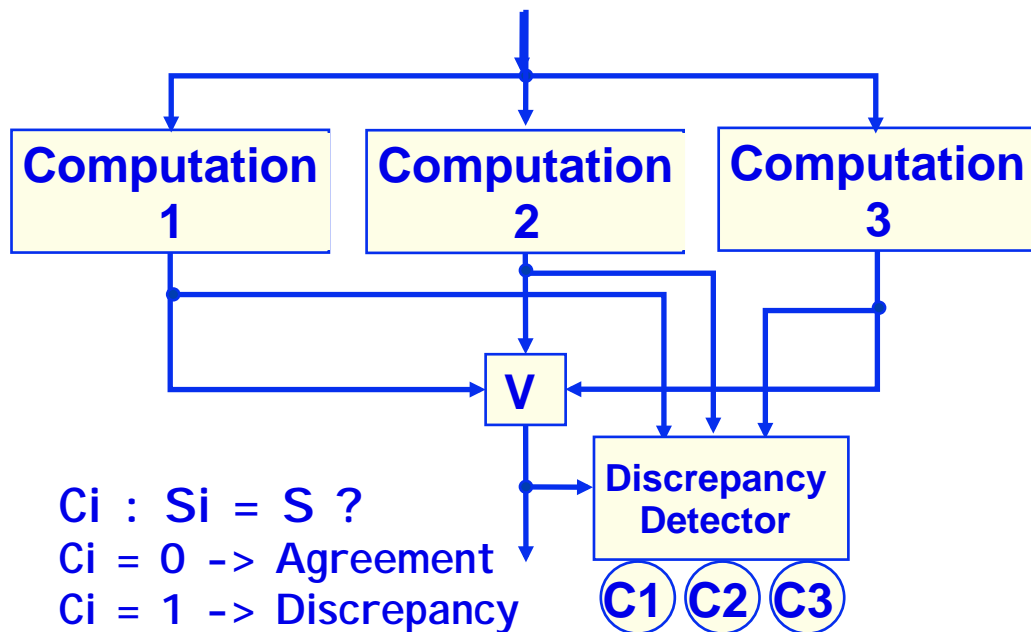 Computation
1
Computation
2
Computation
3
V
Discrepancy
Detector
Ci : Si = S ?
Ci = 0 -> Agreement
Ci = 1 -> Discrepancy
C1 C2 C3